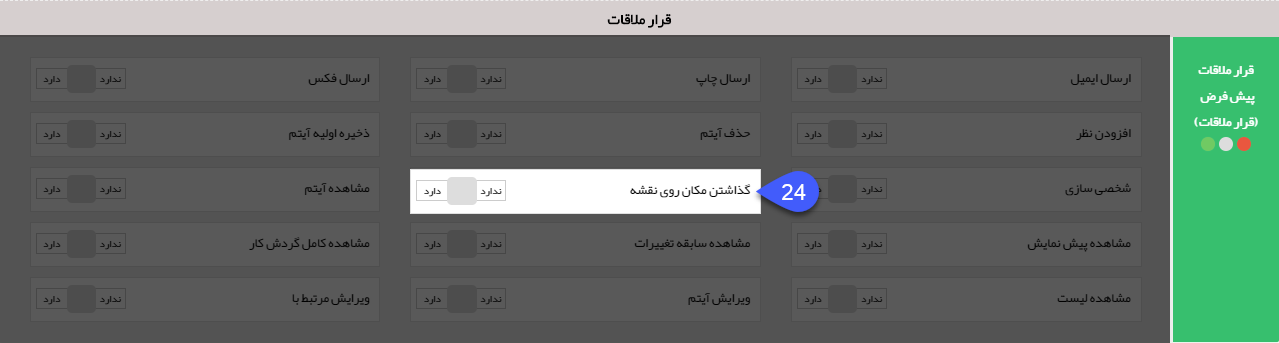 قرار ملاقات
قرار ملاقات
پیش فرض
(قرار ملاقات)
ارسال ایمیل ندارد دارد
ارسال چاپ ندارد دارد
ارسال فکس ندارد دارد
افزودن نظر ندارد دارد
حذف آیتم ندارد دارد
ذخیره اولیه آیتم ندارد دارد
شخصی سازی ندارد
24
گذاشتن مکان روی نقشه ندارد دارد
مشاهده آیتم ندارد دارد
مشاهده پیش نمایش ندارد دارد
مشاهده سابقه تغییرات ندارد دارد
مشاهده کامل گردش کار ندارد دارد
مشاهده لیست ندارد دارد
ویرایش آیتم ندارد دارد
ویرایش مرتبط با ندارد دارد